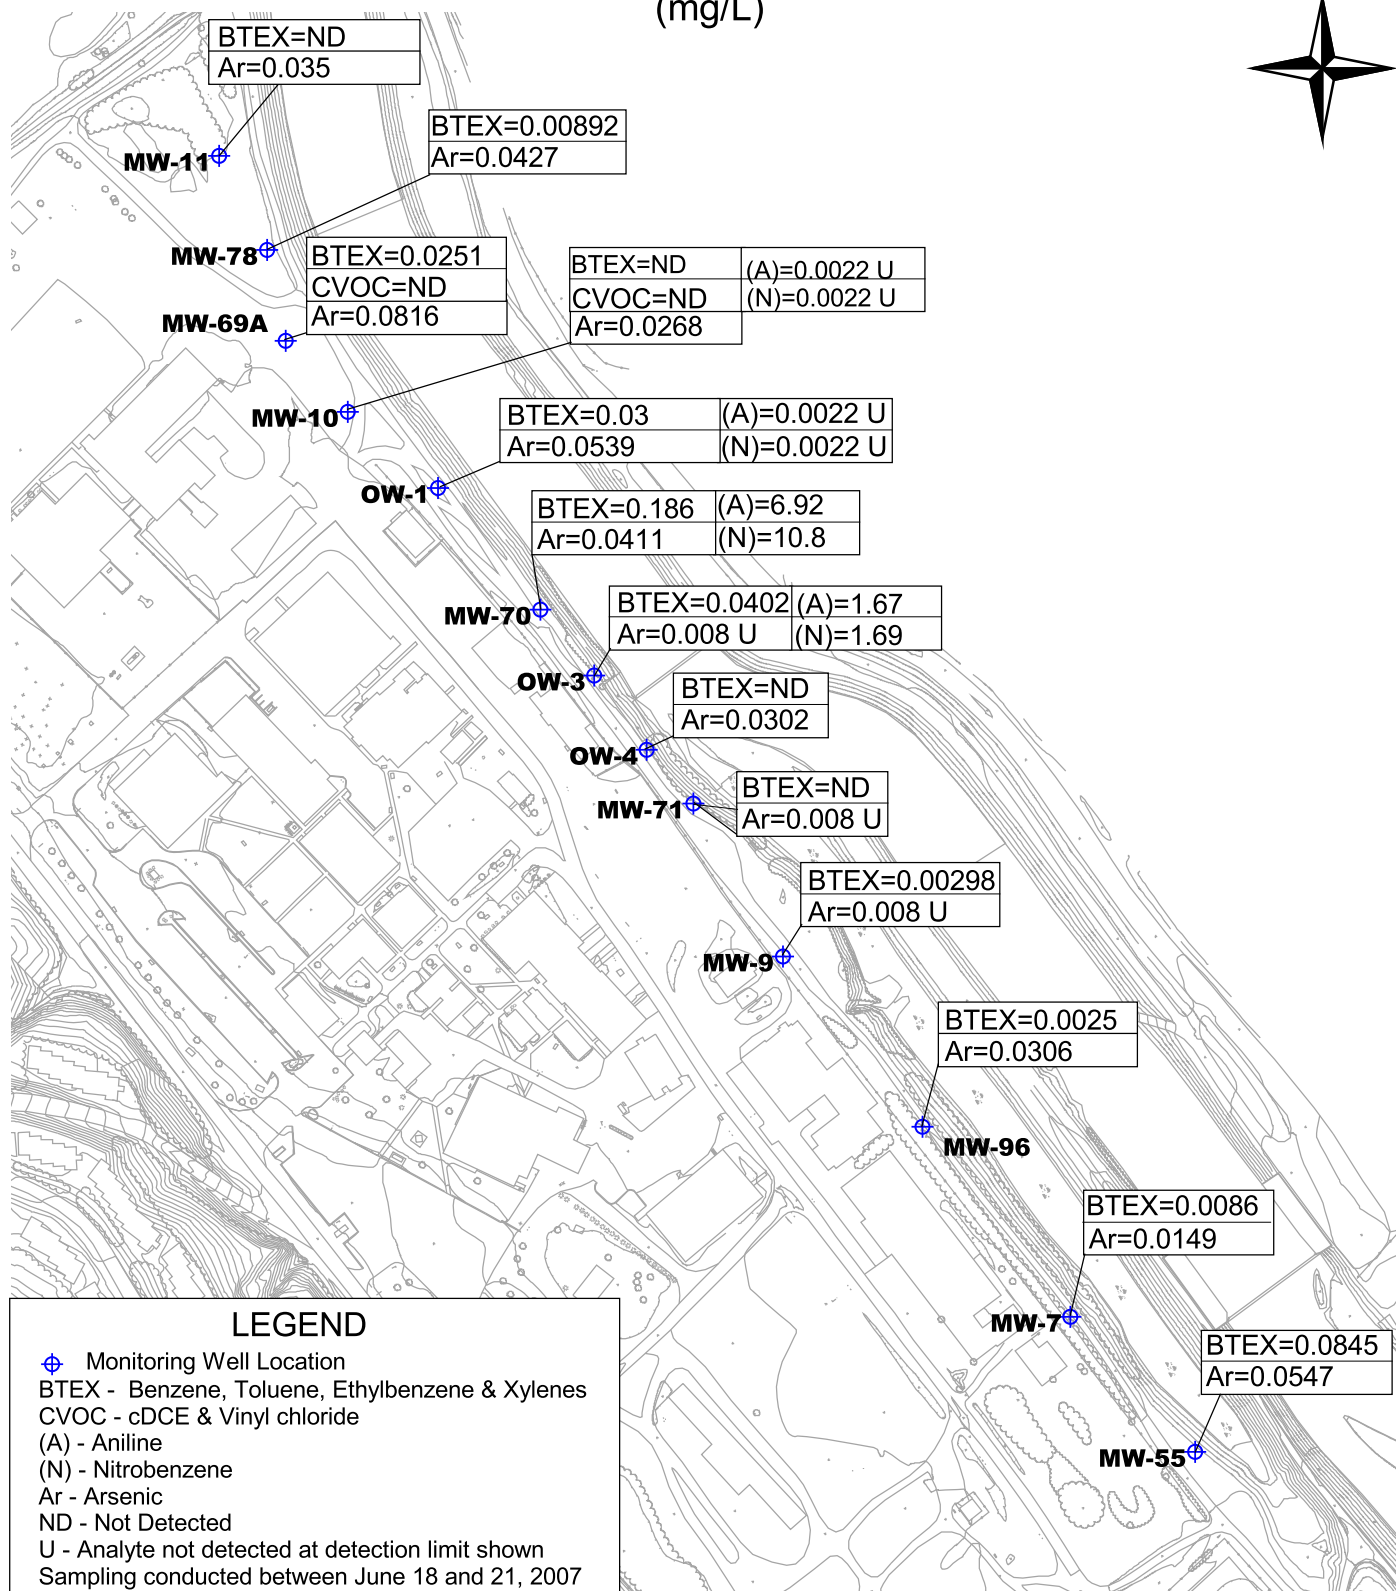 (mg/L)
BTEX=ND
Ar=0.035
MW-11
BTEX=0.00892
Ar=0.0427
MW-78
BTEX=0.0251
CVOC=ND
Ar=0.0816
MW-69A
BTEX=ND (A)=0.0022 U
CVOC=ND (N)=0.0022 U
Ar=0.0268
MW-10
BTEX=0.03 (A)=0.0022 U
Ar=0.0539 (N)=0.0022 U
OW-1
BTEX=0.186 (A)=6.92
Ar=0.0411 (N)=10.8
MW-70
BTEX=0.0402 (A)=1.67
Ar=0.008 U (N)=1.69
OW-3
BTEX=ND
Ar=0.0302
OW-4
BTEX=ND
Ar=0.008 U
MW-71
BTEX=0.00298
Ar=0.008 U
MW-9
BTEX=0.0025
Ar=0.0306
MW-96
BTEX=0.0086
Ar=0.0149
MW-7
BTEX=0.0845
Ar=0.0547
MW-55
LEGEND
Monitoring Well Location
BTEX - Benzene, Toluene, Ethylbenzene & Xylenes
CVOC - cDCE & Vinyl chloride
(A) - Aniline
(N) - Nitrobenzene
Ar - Arsenic
ND - Not Detected
U - Analyte not detected at detection limit shown
Sampling conducted between June 18 and 21, 2007